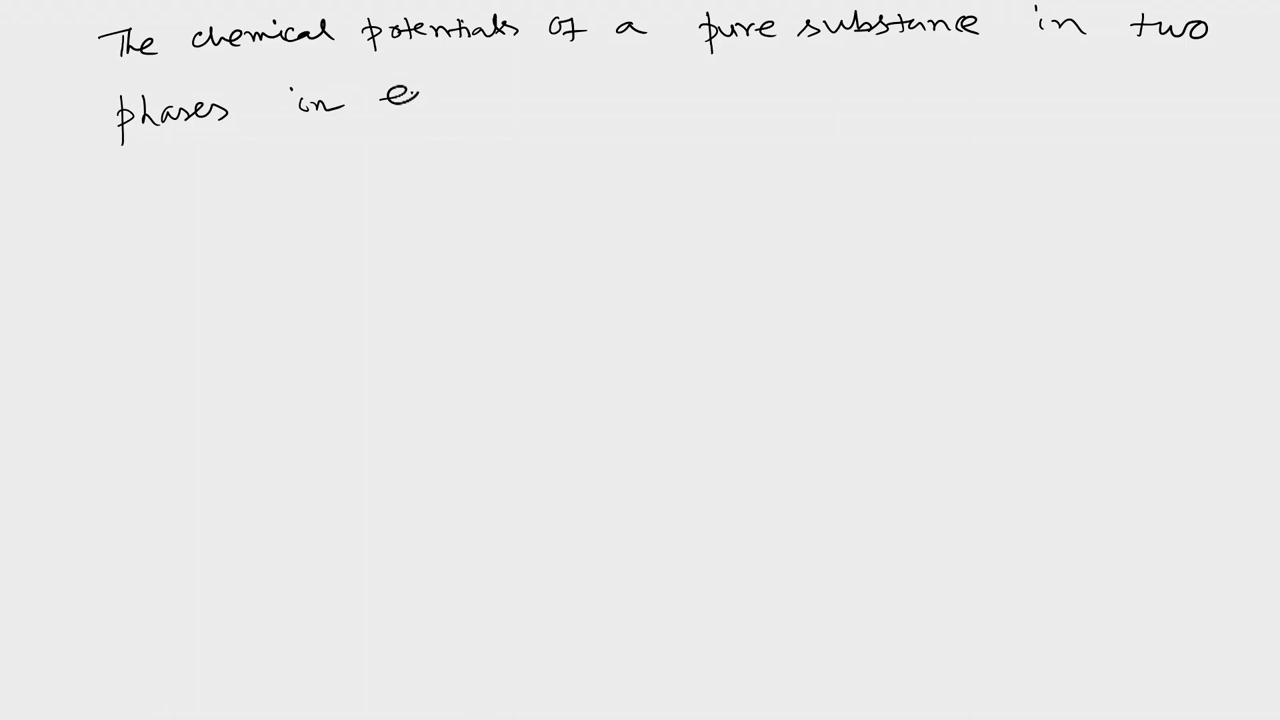 The chemical potentials of a pure substance in two
phases in e